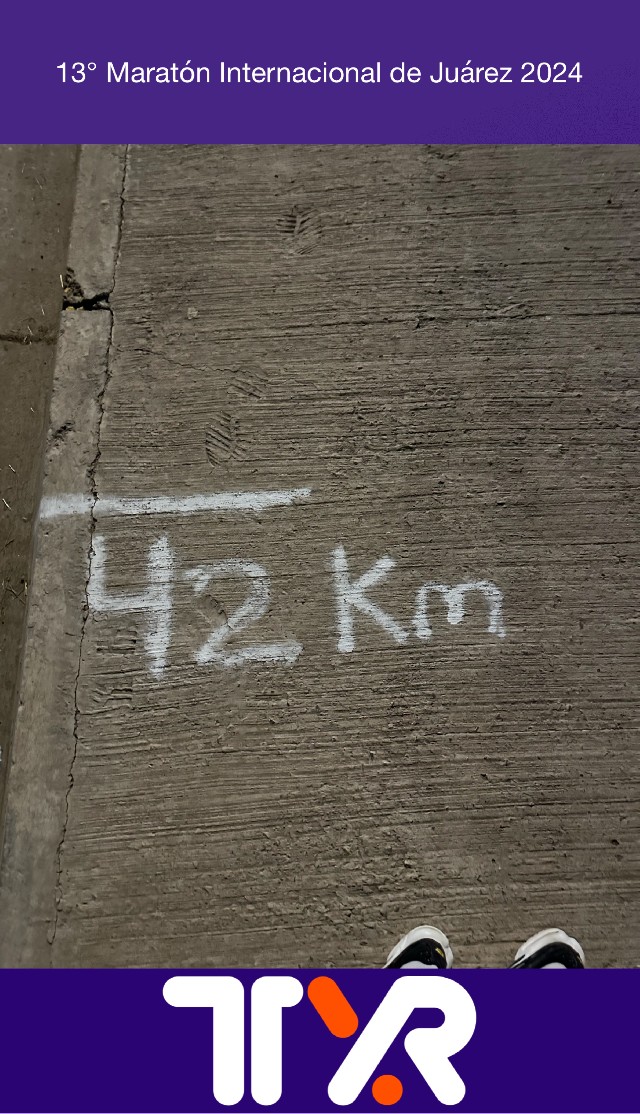 13° Maratón Internacional de Juárez 2024
42 Km
TYR